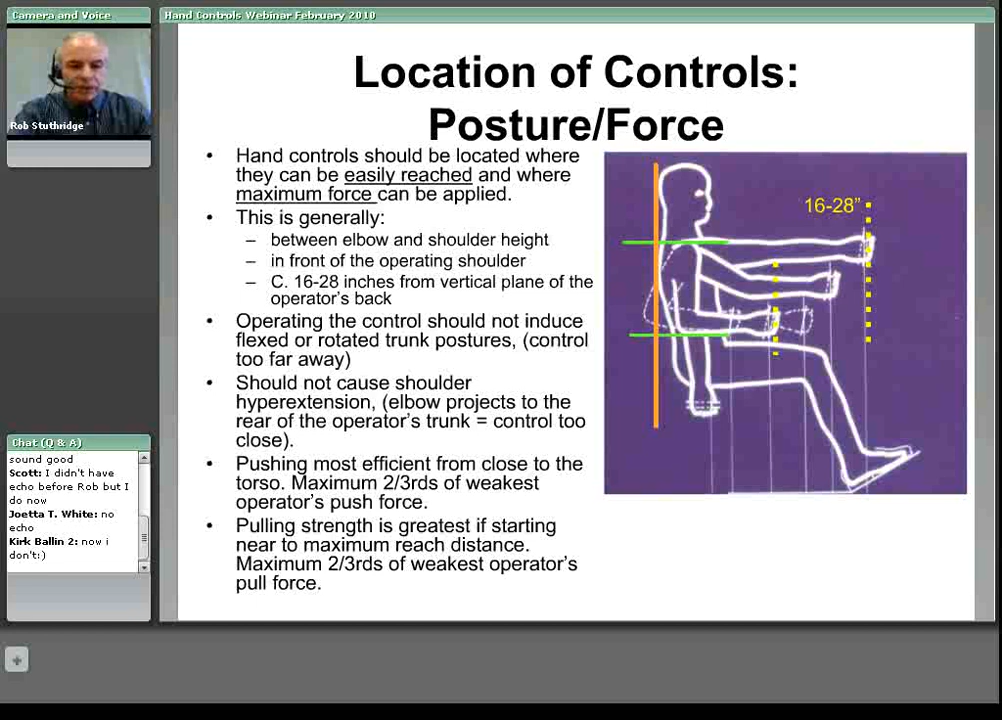 Camera and Voice
Hand Controls Webinar February 2010
Rob Stuthridge
Location of Controls:
Posture/Force
• Hand controls should be located where
they can be easily reached and where
maximum force can be applied.
• This is generally:
– between elbow and shoulder height
– in front of the operating shoulder
– C. 16-28 inches from vertical plane of the
operator's back
• Operating the control should not induce
flexed or rotated trunk postures, (control
too far away)
• Should not cause shoulder
hyperextension, (elbow projects to the
rear of the operator's trunk = control too
close).
• Pushing most efficient from close to the
torso. Maximum 2/3rds of weakest
operator's push force.
• Pulling strength is greatest if starting
near to maximum reach distance.
Maximum 2/3rds of weakest operator's
pull force.
16-28”
Chat (Q & A)
sound good
Scott: I didn't have
echo before Rob but I
do now
Joetta T. White: no
echo
Kirk Ballin 2: now i
don't:)